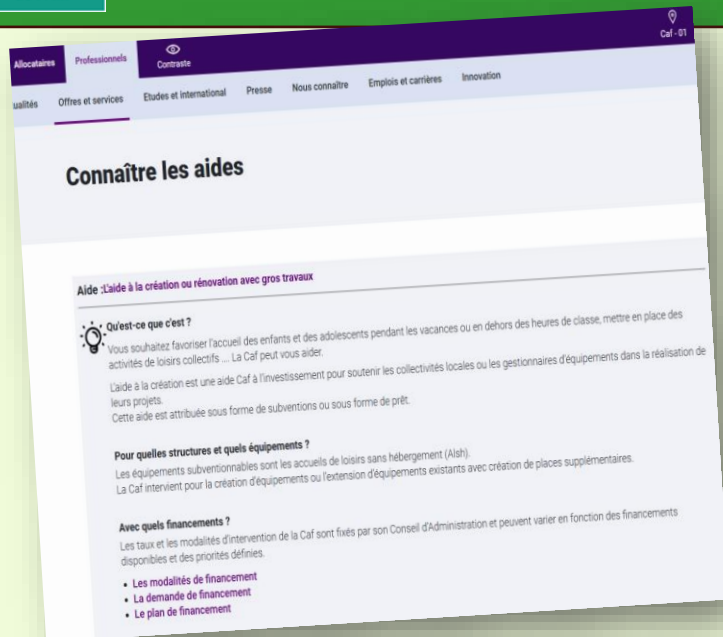 Allocataires
Professionnels
Contraste
Caf - 01
ualités
Offres et services
Etudes et international
Presse
Nous connaître
Emplois et carrières
Innovation
Connaître les aides
Aide :L'aide à la création ou rénovation avec gros travaux
Qu'est-ce que c'est ?
Vous souhaitez favoriser l'accueil des enfants et des adolescents pendant les vacances ou en dehors des heures de classe, mettre en place des
activités de loisirs collectifs ... La Caf peut vous aider.
L'aide à la création est une aide Caf à l'investissement pour soutenir les collectivités locales ou les gestionnaires d'équipements dans la réalisation de
leurs projets.
Cette aide est attribuée sous forme de subventions ou sous forme de prêt.
Pour quelles structures et quels équipements ?
Les équipements subventionnables sont les accueils de loisirs sans hébergement (Alsh).
La Caf intervient pour la création d'équipements ou l'extension d'équipements existants avec création de places supplémentaires.
Avec quels financements ?
Les taux et les modalités d'intervention de la Caf sont fixés par son Conseil d'Administration et peuvent varier en fonction des financements
disponibles et des priorités définies.
• Les modalités de financement
• La demande de financement
• Le plan de financement